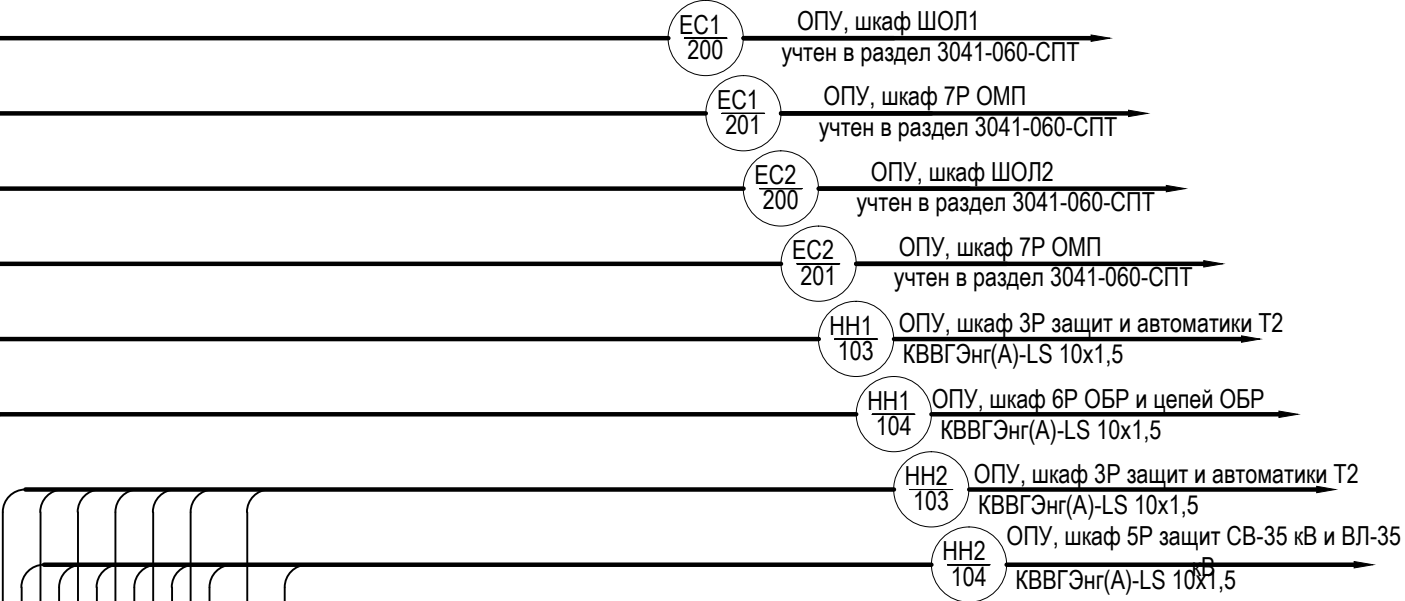 ЕС1
200
ОПУ, шкаф ШОЛ1
учтен в раздел 3041-060-СПТ
ЕС1
201
ОПУ, шкаф 7Р ОМП
учтен в раздел 3041-060-СПТ
ЕС2
200
ОПУ, шкаф ШОЛ2
учтен в раздел 3041-060-СПТ
ЕС2
201
ОПУ, шкаф 7Р ОМП
учтен в раздел 3041-060-СПТ
НН1
103
ОПУ, шкаф 3Р защит и автоматики Т2
КВВГЭнг(А)-LS 10х1,5
НН1
104
ОПУ, шкаф 6Р ОБР и цепей ОБР
КВВГЭнг(А)-LS 10х1,5
НН2
103
ОПУ, шкаф 3Р защит и автоматики Т2
КВВГЭнг(А)-LS 10х1,5
НН2
104
ОПУ, шкаф 5Р защит СВ-35 кВ и ВЛ-35
кВ
КВВГЭнг(А)-LS 10х1,5